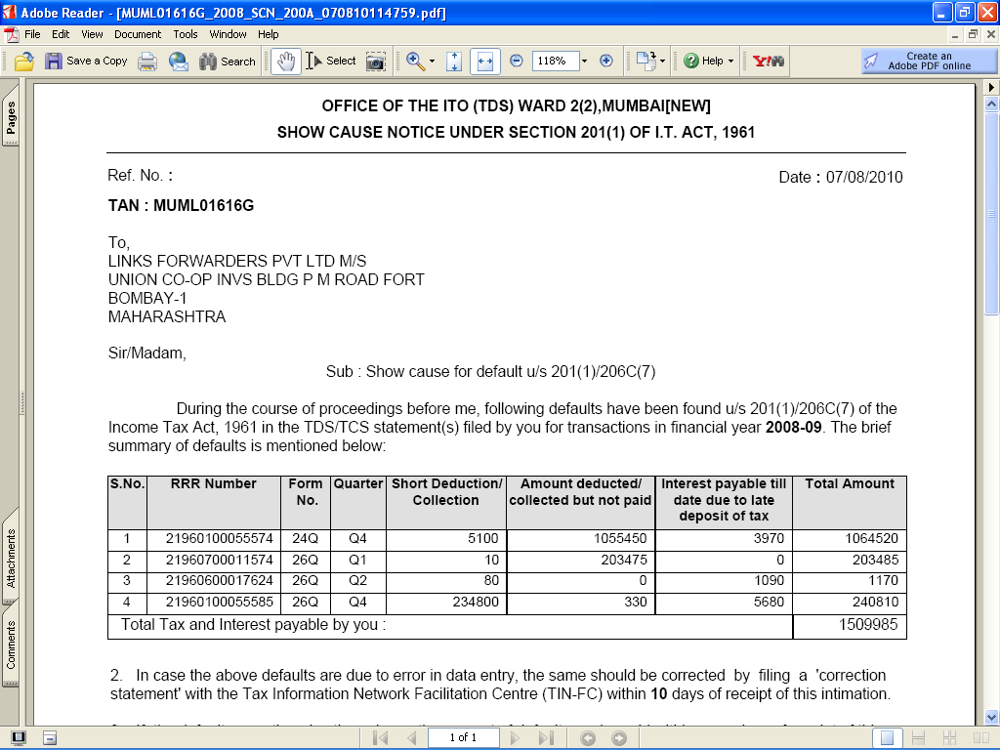 Adobe Reader - [MUML01616G_2008_SCN_200A_070810114759.pdf]
File Edit View Document Tools Window Help
Save a Copy Search Select 118% Help Y! Create an Adobe PDF online
Pages
OFFICE OF THE ITO (TDS) WARD 2(2),MUMBAI[NEW]
SHOW CAUSE NOTICE UNDER SECTION 201(1) OF I.T. ACT, 1961
Ref. No. : Date : 07/08/2010
TAN : MUML01616G
To,
LINKS FORWARDERS PVT LTD M/S
UNION CO-OP INVS BLDG P M ROAD FORT
BOMBAY-1
MAHARASHTRA
Sir/Madam,
Sub : Show cause for default u/s 201(1)/206C(7)
During the course of proceedings before me, following defaults have been found u/s 201(1)/206C(7) of the
Income Tax Act, 1961 in the TDS/TCS statement(s) filed by you for transactions in financial year 2008-09. The brief
summary of defaults is mentioned below:
S.No. RRR Number Form No. Quarter Short Deduction/ Collection Amount deducted/ collected but not paid Interest payable till date due to late deposit of tax Total Amount
1 21960100055574 24Q Q4 5100 1055450 3970 1064520
2 21960700011574 26Q Q1 10 203475 0 203485
3 21960600017624 26Q Q2 80 0 1090 1170
4 21960100055585 26Q Q4 234800 330 5680 240810
Total Tax and Interest payable by you : 1509985
2. In case the above defaults are due to error in data entry, the same should be corrected by filing a 'correction
statement' with the Tax Information Network Facilitation Centre (TIN-FC) within 10 days of receipt of this intimation.
Attachments
Comments
1 of 1